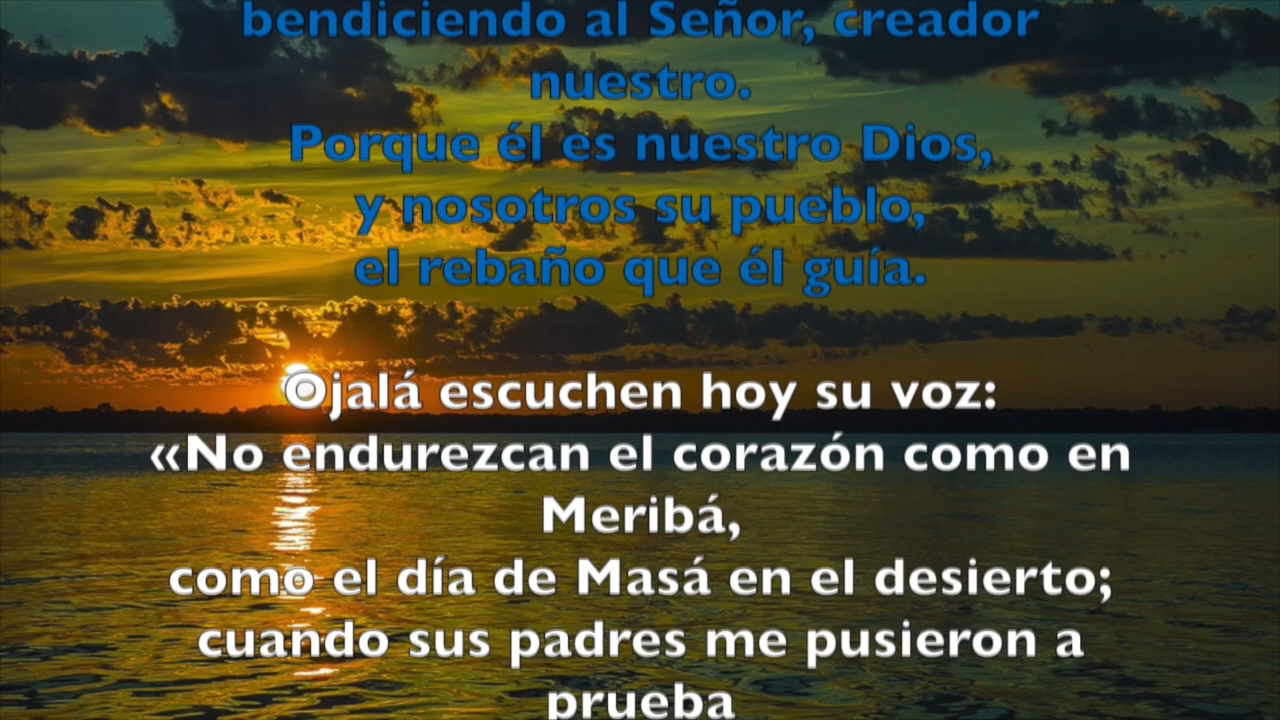 bendiciendo al Señor, creador
nuestro.
Porque él es nuestro Dios,
y nosotros su pueblo,
el rebaño que él guía.
Ojalá escuchen hoy su voz:
«No endurezcan el corazón como en
Meribá,
como el día de Masá en el desierto;
cuando sus padres me pusieron a
prueba